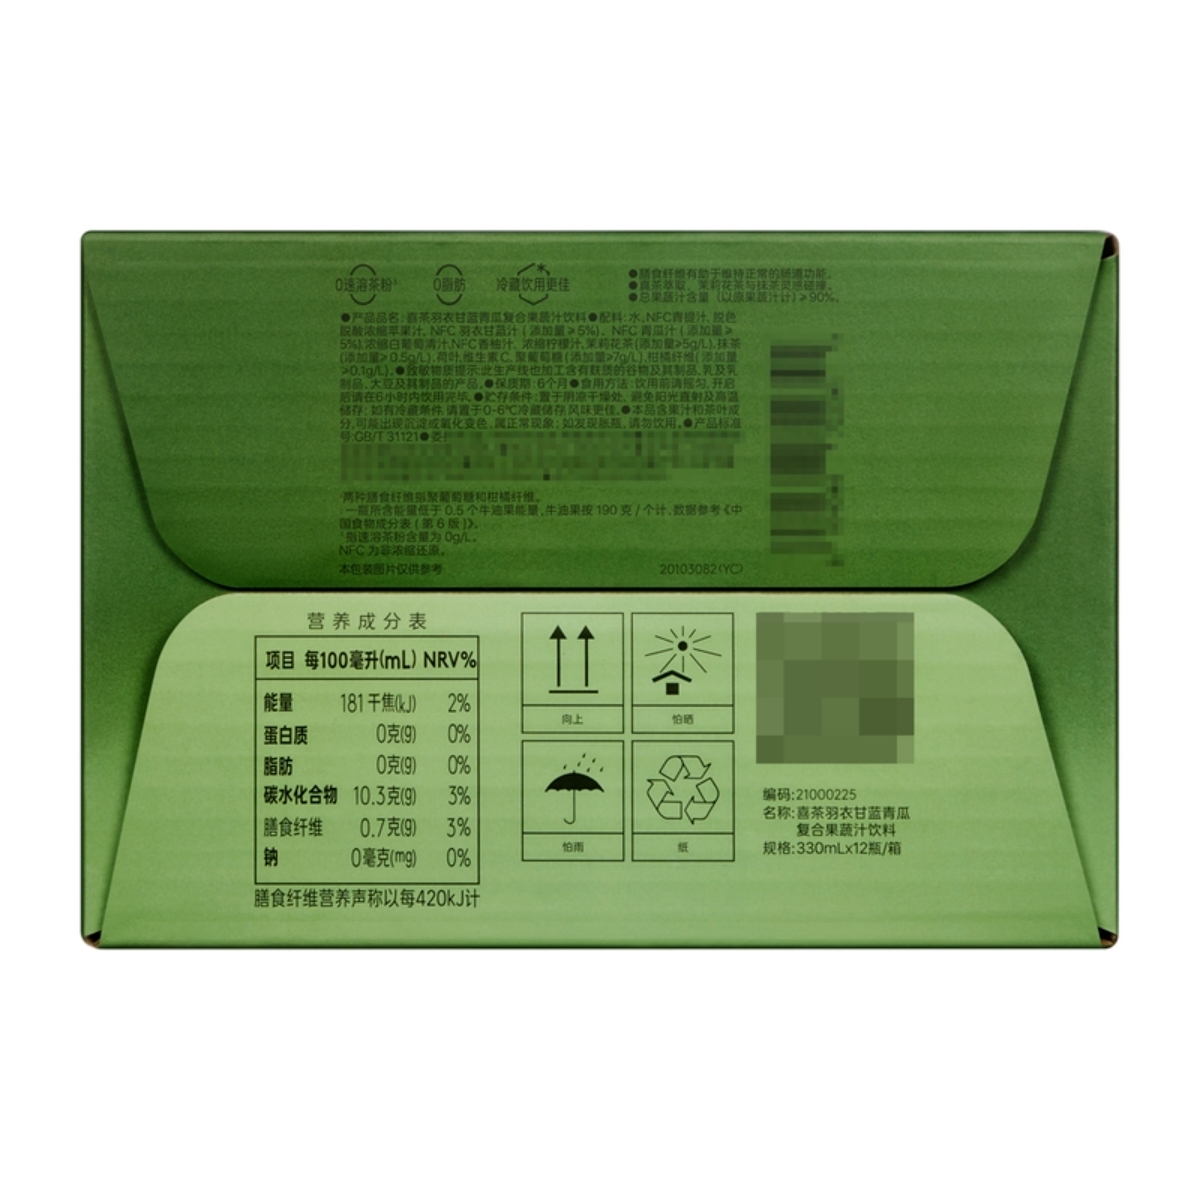 0速溶茶粉 0脂肪 冷藏饮用更佳*
●膳食纤维有助于维持正常的肠道功能。
●真茶萃取、茉莉花茶与抹茶灵感碰撞。
●总果蔬汁含量（以原果蔬汁计）≥90%。
●产品品名:喜茶羽衣甘蓝青瓜复合果蔬汁饮料●配料:水,NFC青提汁,脱色
脱酸浓缩苹果汁,NFC羽衣甘蓝汁（添加量≥5%）,NFC青瓜汁（添加量≥
5%),浓缩白葡萄清汁,NFC香柚汁,浓缩柠檬汁,茉莉花茶(添加量≥5g/L),抹茶
(添加量≥0.5g/L),荷叶,维生素C,聚葡萄糖(添加量≥7g/L),柑橘纤维(添加量
≥0.1g/L)。●致敏物质提示:此生产线也加工含有麸质的谷物及其制品,乳及乳
制品,大豆及其制品的产品。●保质期:6个月●食用方法:饮用前请摇匀,开启
后请在6小时内饮用完毕。●贮存条件:置于阴凉干燥处,避免阳光直射及高温
储存;如有冷藏条件,请置于0-6℃冷藏储存,风味更佳。●本品含果汁和茶叶成
分,可能出现沉淀或氧化变色,属正常现象;如发现胀瓶,请勿饮用。●产品标准
号:GB/T 31121●委
两种膳食纤维指聚葡萄糖和柑橘纤维。
一瓶所含能量低于0.5个牛油果能量,牛油果按190克/个计,数据参考《中
国食物成分表(第6版)》。
指速溶茶粉含量为0g/L。
NFC为非浓缩还原。
本包装图片仅供参考 20103082(YC)
营养成分表
项目 每100毫升(mL) NRV%
能量 181千焦(kJ) 2%
蛋白质 0克(g) 0%
脂肪 0克(g) 0%
碳水化合物 10.3克(g) 3%
膳食纤维 0.7克(g) 3%
钠 0毫克(mg) 0%
膳食纤维营养声称以每420kJ计
向上 怕晒
怕雨 纸
编码:21000225
名称:喜茶羽衣甘蓝青瓜
复合果蔬汁饮料
规格:330mLx12瓶/箱